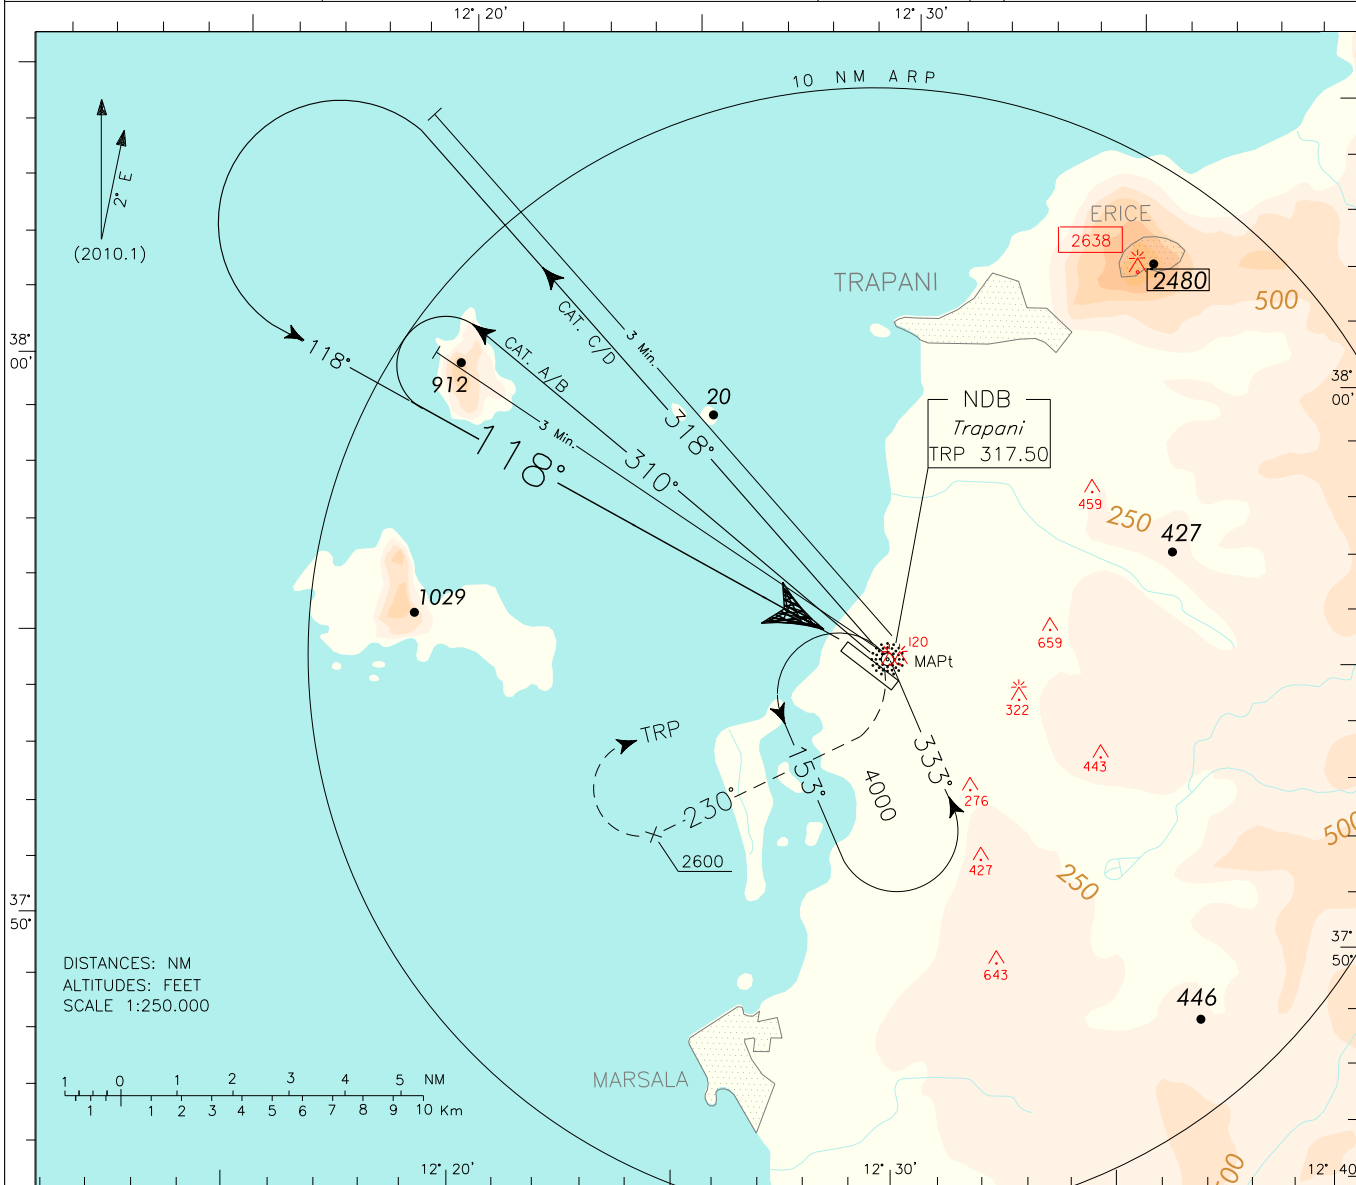 12° 20'
12° 30'
10 NM ARP
2° E
(2010.1)
ERICE
2638
2480
TRAPANI
500
CAT. C/D
3 Min.
118°
38°
00'
CAT. A/B
912
20
38°
00'
NDB
Trapani
TRP 317.50
318°
3 Min.
310°
118°
459
250
427
1029
659
120
MAPt
322
TRP
333°
153°
443
4000
276
230°
500
2600
427
250
37°
50'
37°
50'
643
DISTANCES: NM
ALTITUDES: FEET
SCALE 1:250.000
446
MARSALA
1 0 1 2 3 4 5 NM
1 1 2 3 4 5 6 7 8 9 10 Km
12° 20'
12° 30'
12° 40